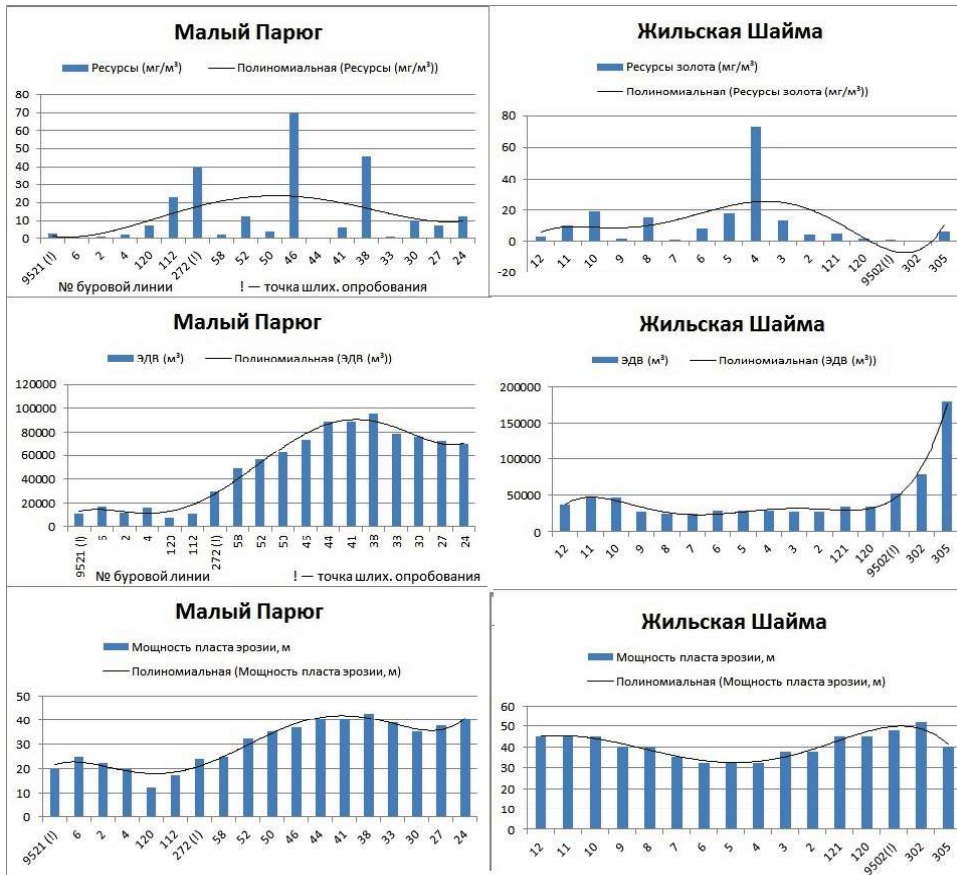 Малый Парюг
Ресурсы (мг/м³) Полиномиальная (Ресурсы (мг/м³))
80
70
60
50
40
30
20
10
0
9521 (!) 6 2 4 120 112 272 (!) 58 52 50 46 44 41 38 33 30 27 24
№ буровой линии ! — точка шлих. опробования
Жильская Шайма
Ресурсы золота (мг/м³)
Полиномиальная (Ресурсы золота (мг/м³))
80
60
40
20
0
-20
12 11 10 9 8 7 6 5 4 3 2 121 120 9502(!) 302 305
Малый Парюг
ЭДВ (м³) Полиномиальная (ЭДВ (м³))
120000
100000
80000
60000
40000
20000
0
9521 (!) 6 2 4 120 112 272 (!) 58 52 50 46 44 41 38 33 30 27 24
№ буровой линии ! — точка шлих. опробования
Жильская Шайма
ЭДВ (м³) Полиномиальная (ЭДВ (м³))
200000
150000
100000
50000
0
12 11 10 9 8 7 6 5 4 3 2 121 120 9502(!) 302 305
Малый Парюг
Мощность пласта эрозии, м
Полиномиальная (Мощность пласта эрозии, м)
50
40
30
20
10
0
9521 (!) 6 2 4 120 112 272 (!) 58 52 50 46 44 41 38 33 30 27 24
Жильская Шайма
Мощность пласта эрозии, м
Полиномиальная (Мощность пласта эрозии, м)
60
50
40
30
20
10
0
12 11 10 9 8 7 6 5 4 3 2 121 120 9502(!) 302 305